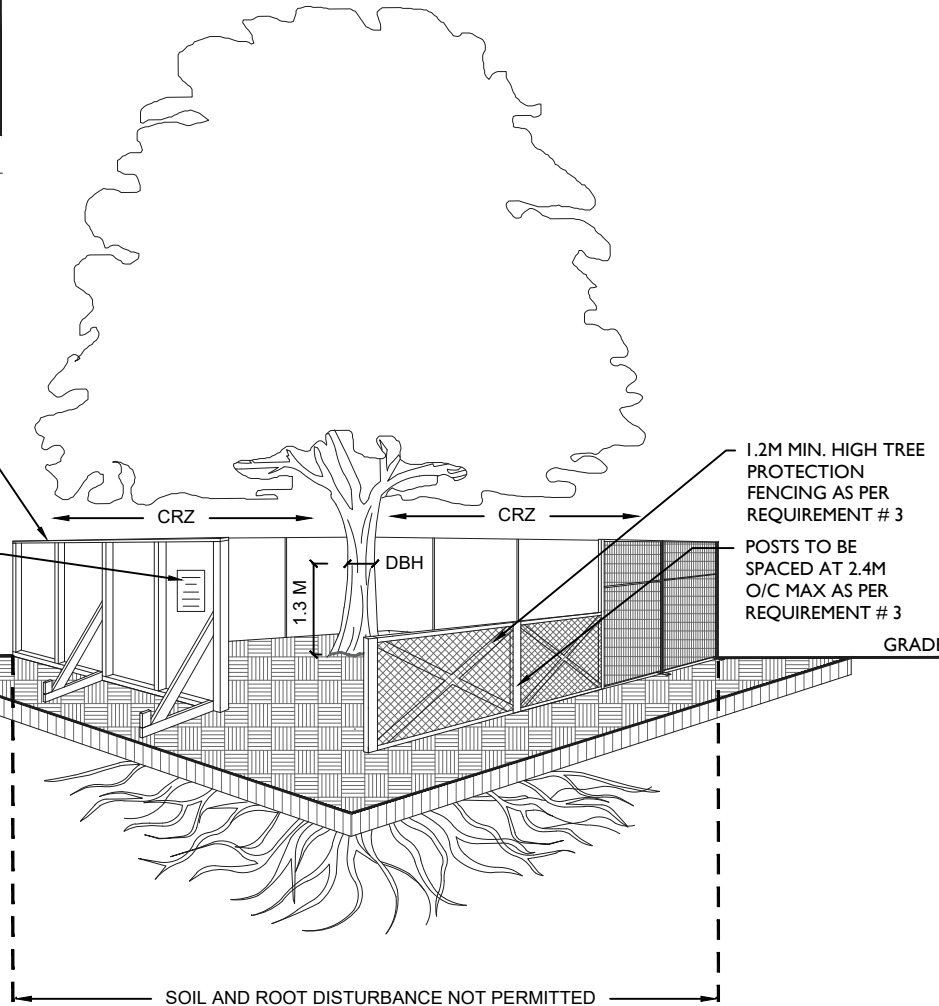 CRZ
CRZ
1.2M MIN. HIGH TREE
PROTECTION
FENCING AS PER
REQUIREMENT # 3
DBH
1.3 M
POSTS TO BE
SPACED AT 2.4M
O/C MAX AS PER
REQUIREMENT # 3
GRADE
SOIL AND ROOT DISTURBANCE NOT PERMITTED